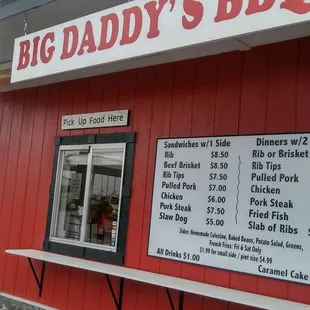 BIG DADDY'S BBQ
Pick Up Food Here
Sandwiches w/1 Side
Rib $8.50
Beef Brisket $8.50
Rib Tips $7.50
Pulled Pork $7.00
Chicken $6.00
Pork Steak $7.50
Slaw Dog $5.00
All Drinks $1.00
Dinners w/2
Rib or Brisket
Rib Tips
Pulled Pork
Chicken
Pork Steak
Fried Fish
Slab of Ribs
Sides: Homemade Coleslaw, Baked Beans, Potato Salad, Greens,
French Fries: Fri & Sat Only
$1.99 for small side / pint size $4.99
Caramel Cake